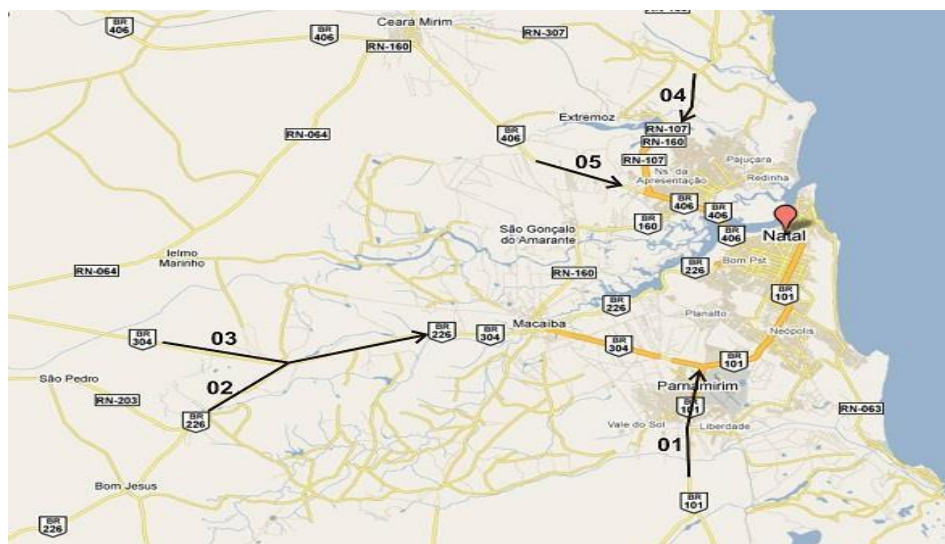 BR 406
BR 406
Ceará Mirim
RN-307
RN-160
RN-064
BR 406
04
Extremoz
RN-107
RN-160
RN-107
05
Pajuçara
Redinha
Ns. da Apresentação
BR 406
BR 406
BR 160
BR 406
Natal
São Gonçalo do Amarante
Bom Pst
Ielmo Marinho
RN-064
RN-160
BR 226
BR 226
BR 101
Planalto
Neópolis
03
BR 304
BR 226
BR 304
Macaíba
BR 304
BR 101
02
São Pedro
RN-203
BR 226
Parnamirim
BR 101
Vale do Sol
Liberdade
RN-063
01
Bom Jesus
BR 226
BR 101